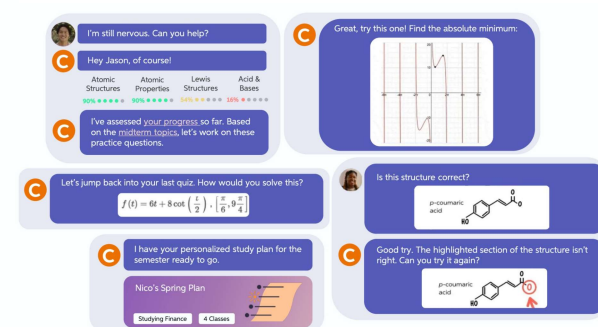 I'm still nervous. Can you help?
C
Hey Jason, of course!
Atomic Structures
Atomic Properties
Lewis Structures
Acid & Bases
90%
90%
16%
C
I've assessed your progress so far. Based
on the midterm topics, let's work on these
practice questions.
C
Great, try this one! Find the absolute minimum:
C
Let's jump back into your last quiz. How would you solve this?
f(t) = 6t + 8 cot (t/2), [π/6, 9π/4]
C
I have your personalized study plan for the
semester ready to go.
Nico's Spring Plan
Studying Finance
4 Classes
Is this structure correct?
p-coumaric
acid
O
O
HO
C
Good try. The highlighted section of the structure isn't
right. Can you try it again?
p-coumaric
acid
O
O
HO